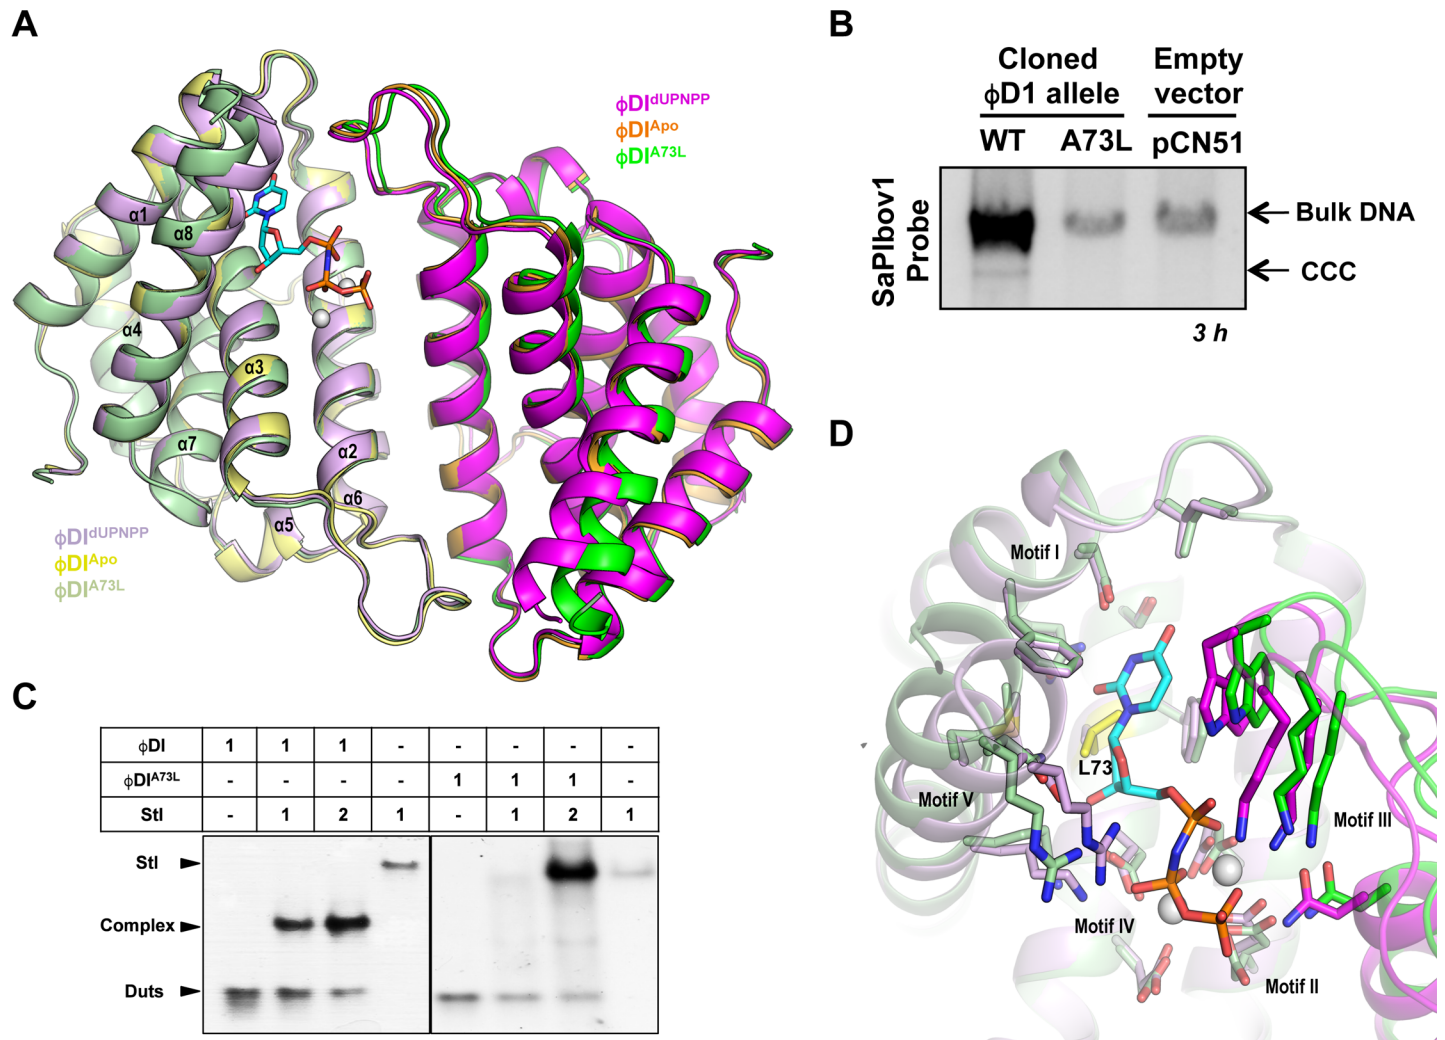 A
ϕDI^dUPNPP
ϕDI^Apo
ϕDI^A73L
α1
α8
α4
α3
α7
α2
α6
α5
ϕDI^dUPNPP
ϕDI^Apo
ϕDI^A73L
B
Cloned Empty
ϕD1 allele vector
WT A73L pCN51
SaPIbov1
Probe
Bulk DNA
CCC
3 h
C
ϕDI 1 1 1 - - - - -
ϕDI^A73L - - - - 1 1 1 -
Stl - 1 2 1 - 1 2 1
Stl
Complex
Duts
D
Motif I
L73
Motif V
Motif III
Motif IV
Motif II